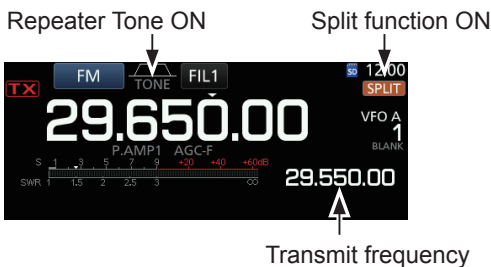 Repeater Tone ON Split function ON
FM TONE FIL1 SD 12:00
TX SPLIT
29.650.00 VFO A
1
P.AMP1 AGC-F BLANK
S 1 3 5 7 9 +20 +40 +60dB
SWR 1 1.5 2 2.5 3 ∞ 29.550.00
Transmit frequency